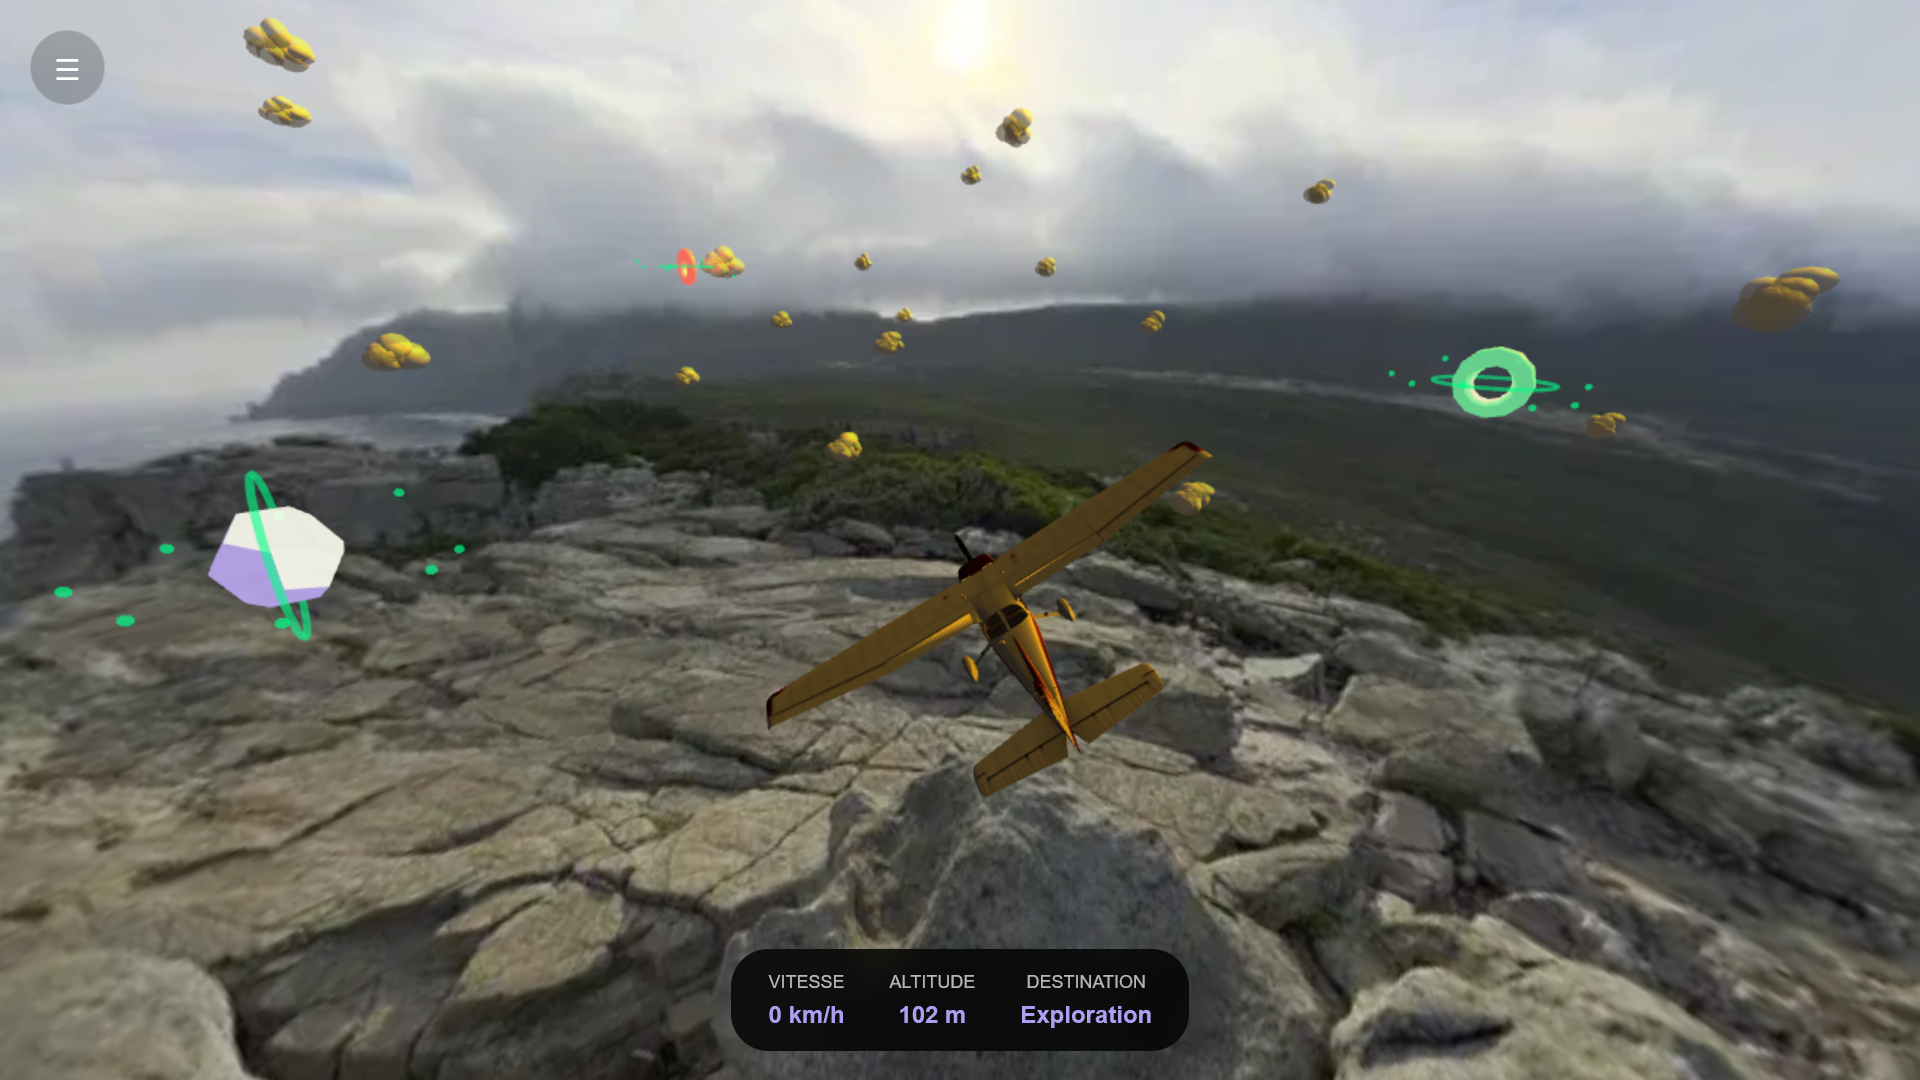 VITESSE
0 km/h
ALTITUDE
102 m
DESTINATION
Exploration